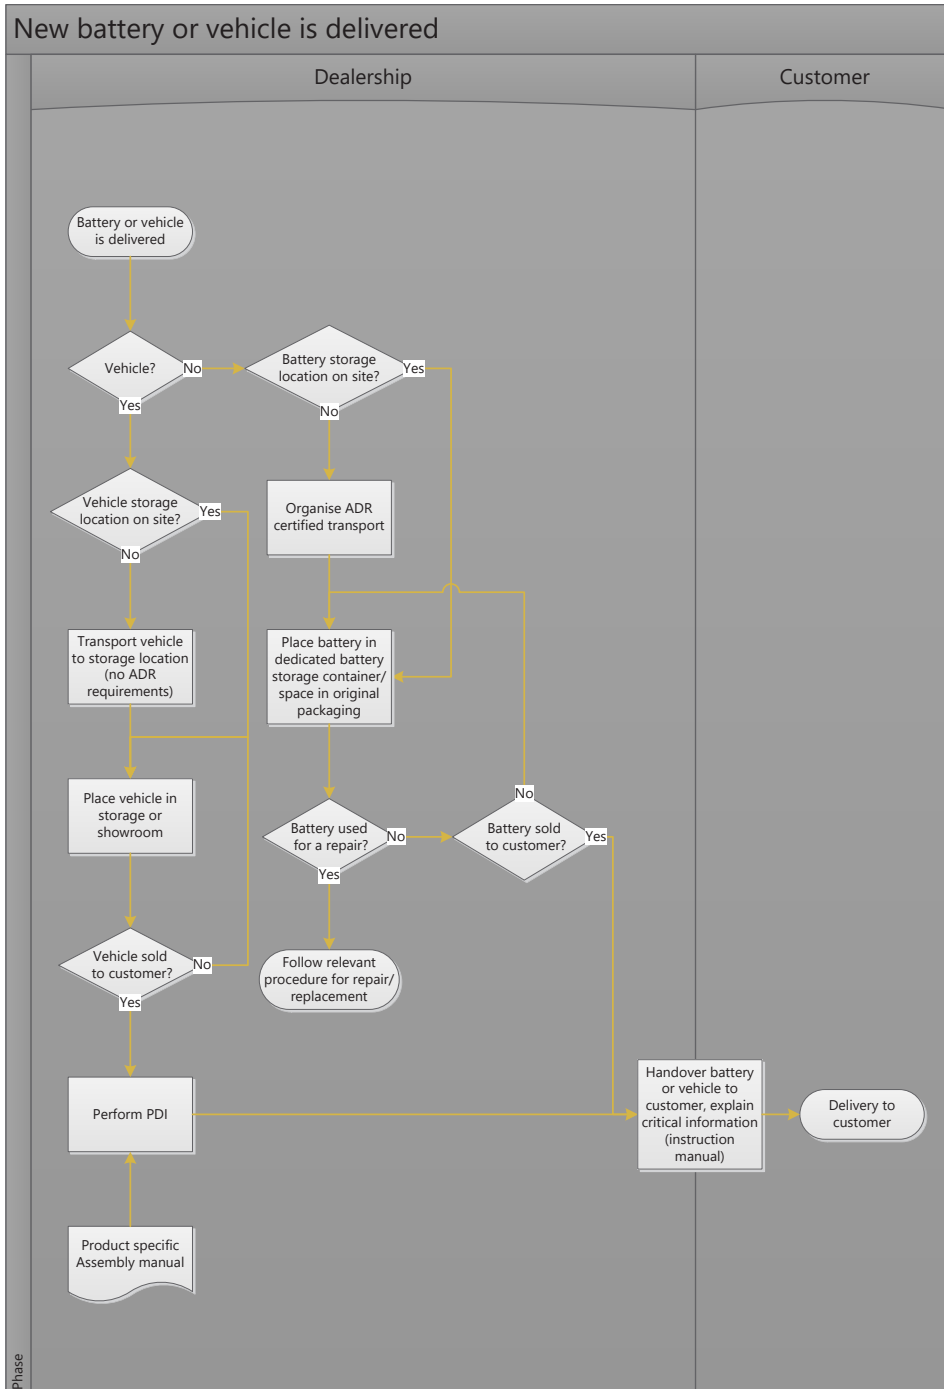 New battery or vehicle is delivered
Dealership
Customer
Battery or vehicle
is delivered
Vehicle?
No
Yes
Battery storage
location on site?
Yes
No
Vehicle storage
location on site?
Yes
No
Organise ADR
certified transport
Transport vehicle
to storage location
(no ADR
requirements)
Place battery in
dedicated battery
storage container/
space in original
packaging
Place vehicle in
storage or
showroom
Battery used
for a repair?
No
Yes
No
Battery sold
to customer?
Yes
Vehicle sold
to customer?
No
Yes
Follow relevant
procedure for repair/
replacement
Perform PDI
Handover battery
or vehicle to
customer, explain
critical information
(instruction
manual)
Delivery to
customer
Product specific
Assembly manual
Phase